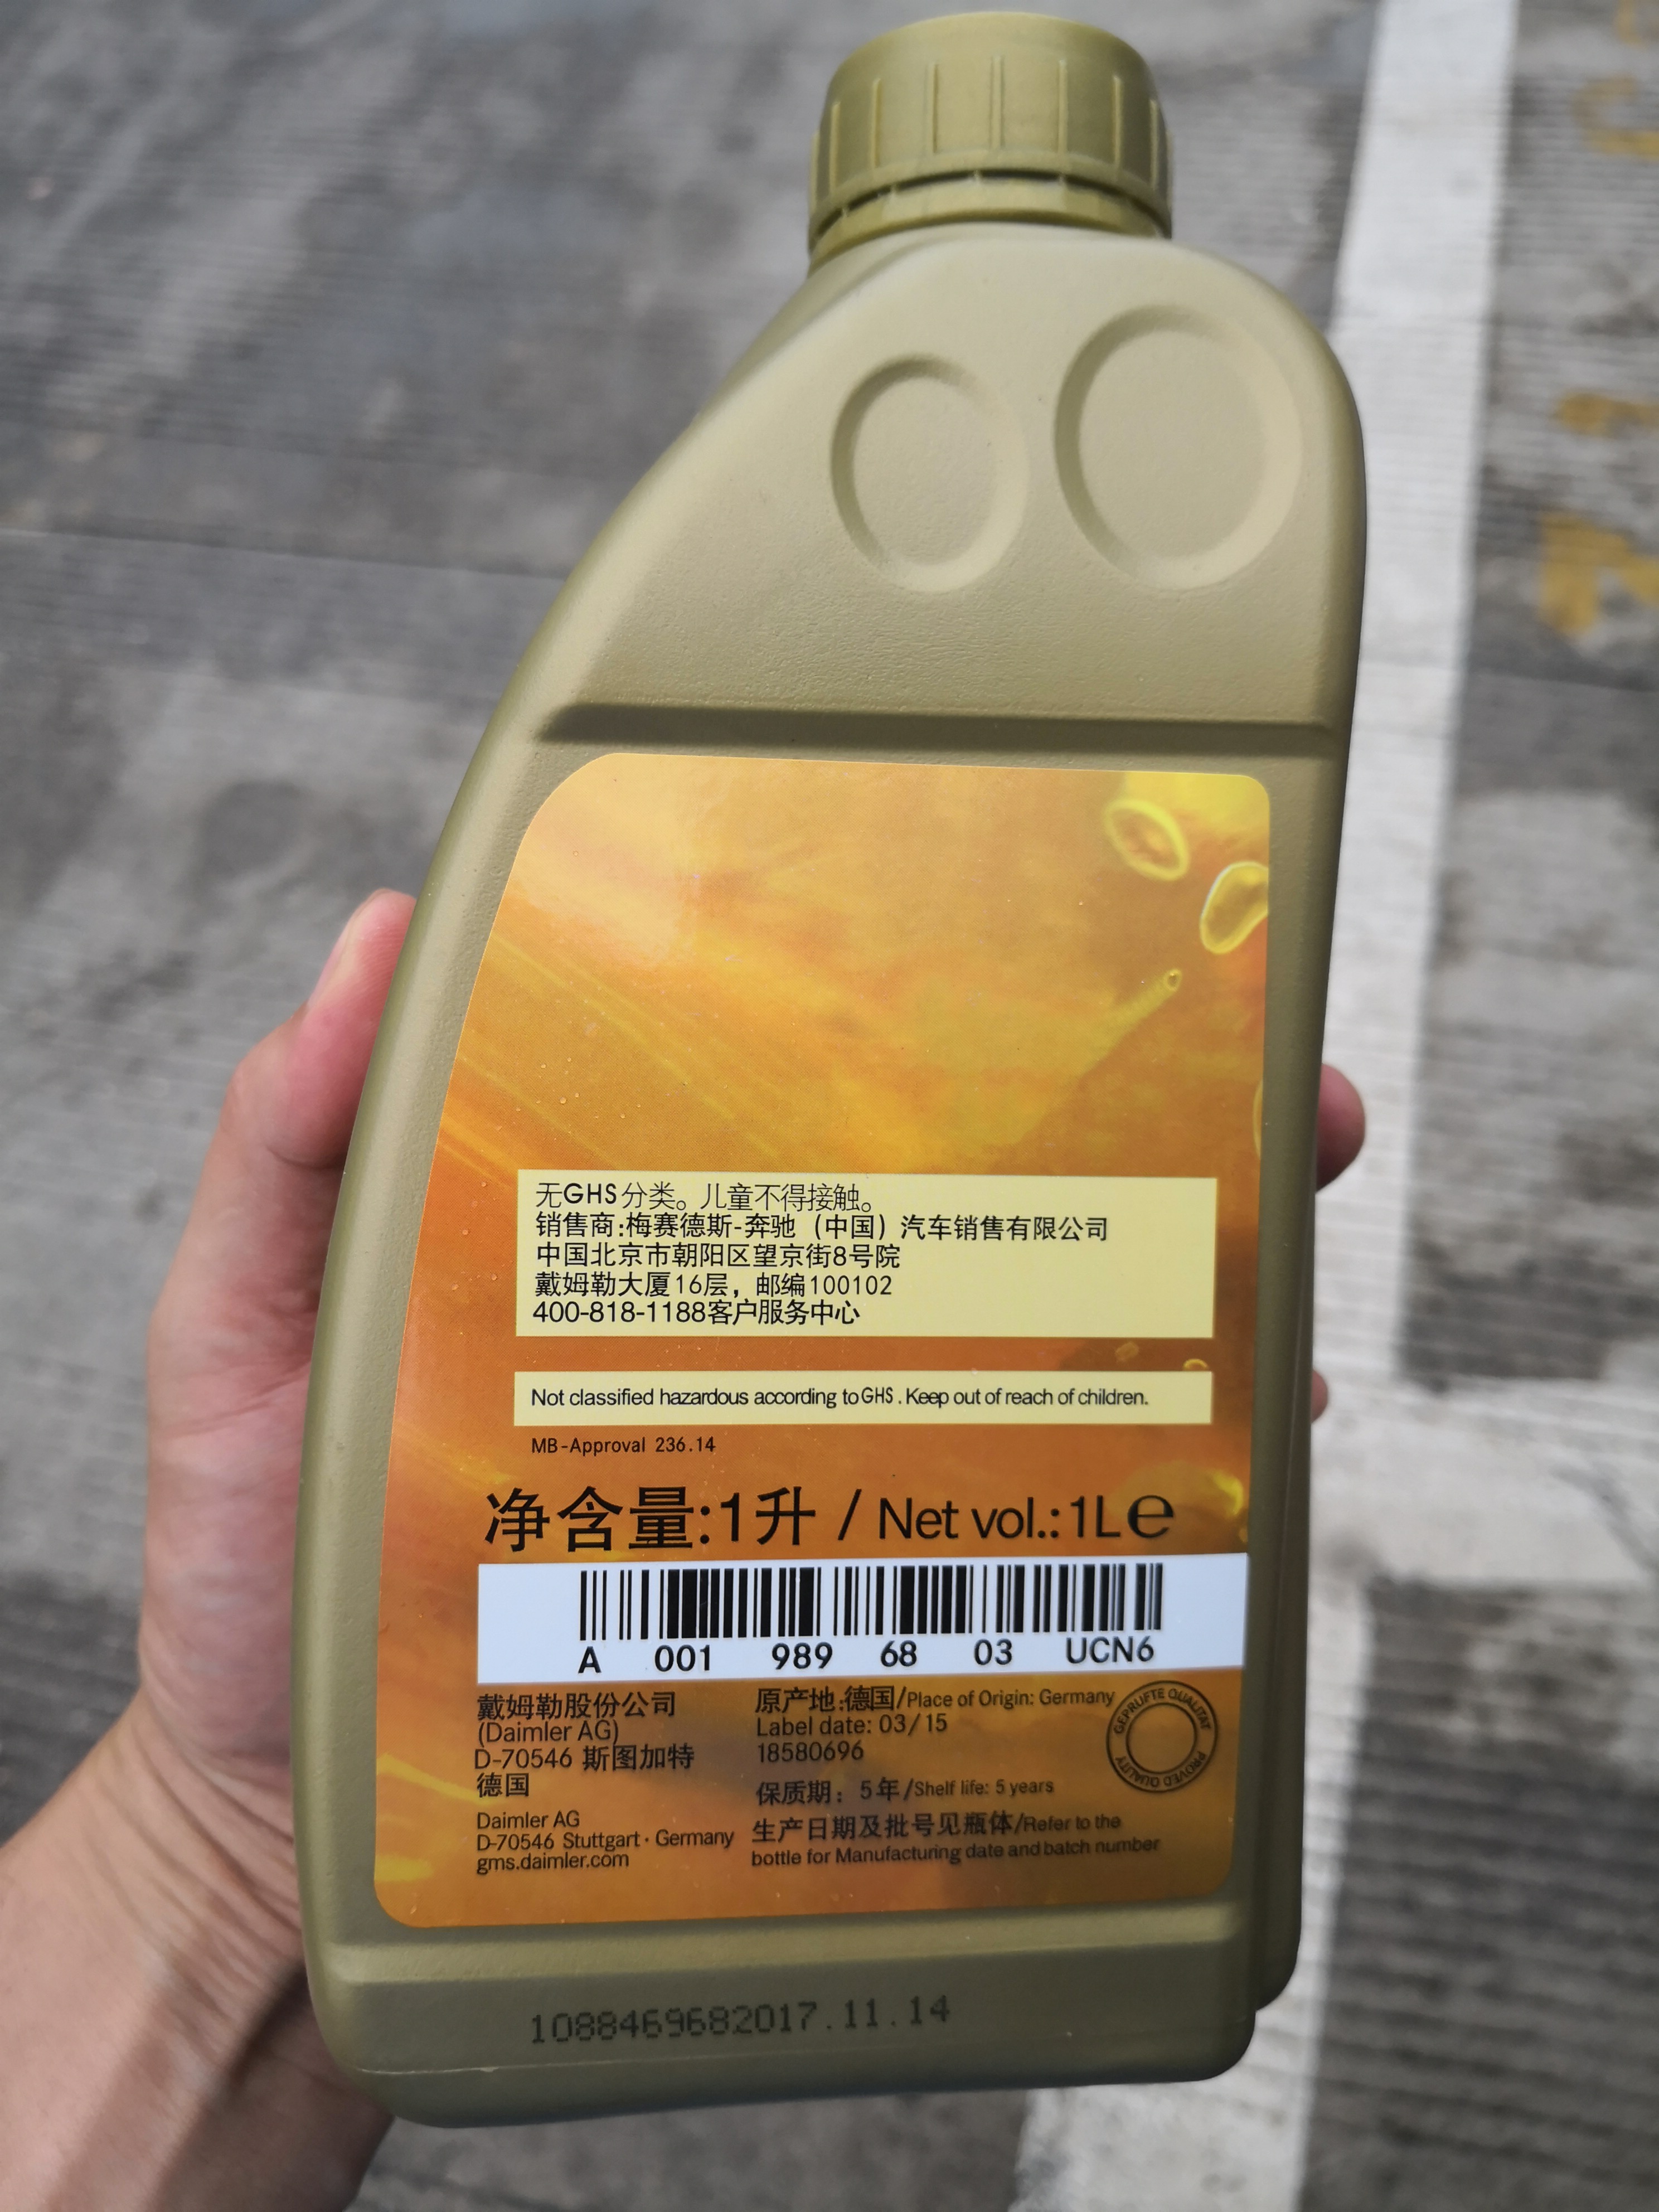 无GHS分类。儿童不得接触。
销售商:梅赛德斯-奔驰（中国）汽车销售有限公司
中国北京市朝阳区望京街8号院
戴姆勒大厦16层，邮编100102
400-818-1188客户服务中心
Not classified hazardous according to GHS. Keep out of reach of children.
MB-Approval 236.14
净含量:1升 / Net vol.:1L℮
A 001 989 68 03 UCN6
戴姆勒股份公司
(Daimler AG)
D-70546 斯图加特
德国
Daimler AG
D-70546 Stuttgart · Germany
gms.daimler.com
原产地:德国/Place of Origin: Germany
Label date: 03/15
18580696
保质期：5年/Shelf life: 5 years
生产日期及批号见瓶体/Refer to the
bottle for Manufacturing date and batch number
GEPRÜFTE QUALITÄT
PROVED QUALITY
1088469682017.11.14